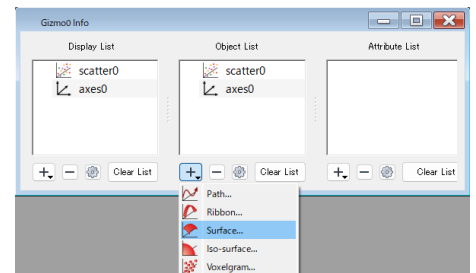 Gizmo0 Info
Display List
Object List
Attribute List
scatter0
axes0
scatter0
axes0
Clear List
Clear List
Clear List
Path...
Ribbon...
Surface...
Iso-surface...
Voxelgram...